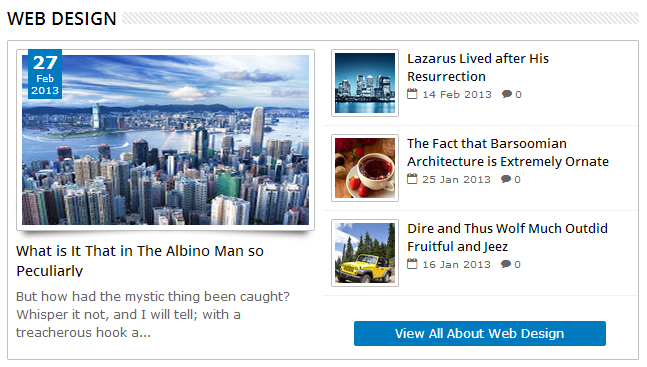 WEB DESIGN
27
Feb
2013
What is It That in The Albino Man so
Peculiarly
But how had the mystic thing been caught?
Whisper it not, and I will tell; with a
treacherous hook a...
Lazarus Lived after His
Resurrection
14 Feb 2013 0
The Fact that Barsoomian
Architecture is Extremely Ornate
25 Jan 2013 0
Dire and Thus Wolf Much Outdid
Fruitful and Jeez
16 Jan 2013 0
View All About Web Design